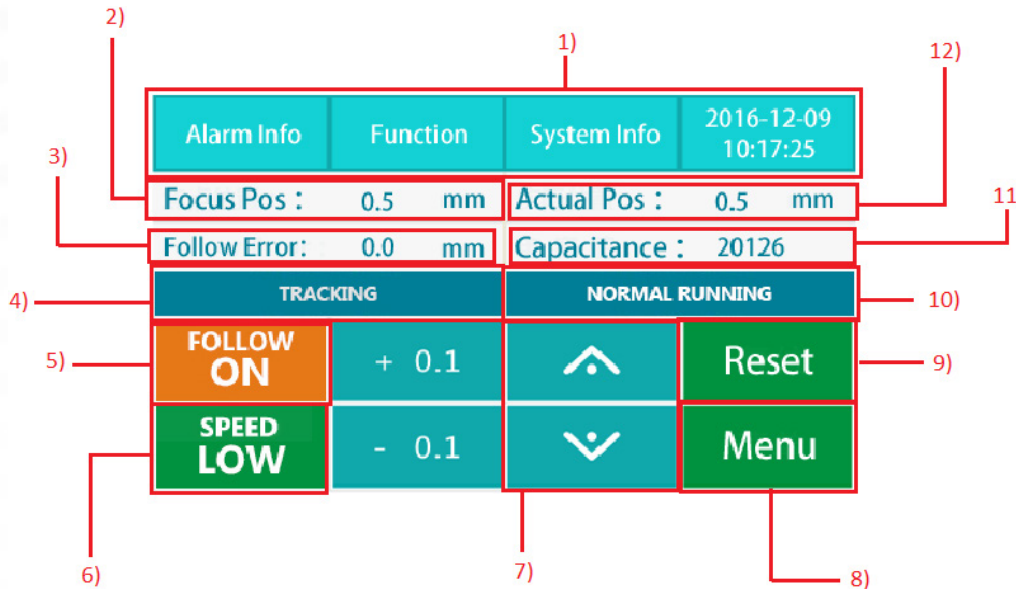 2)
1)
12)
Alarm Info
Function
System Info
2016-12-09
10:17:25
3)
Focus Pos : 0.5 mm
Actual Pos : 0.5 mm
11
Follow Error: 0.0 mm
Capacitance : 20126
4)
TRACKING
NORMAL RUNNING
10)
5)
FOLLOW
ON
+ 0.1
Reset
9)
SPEED
LOW
- 0.1
Menu
6)
7)
8)